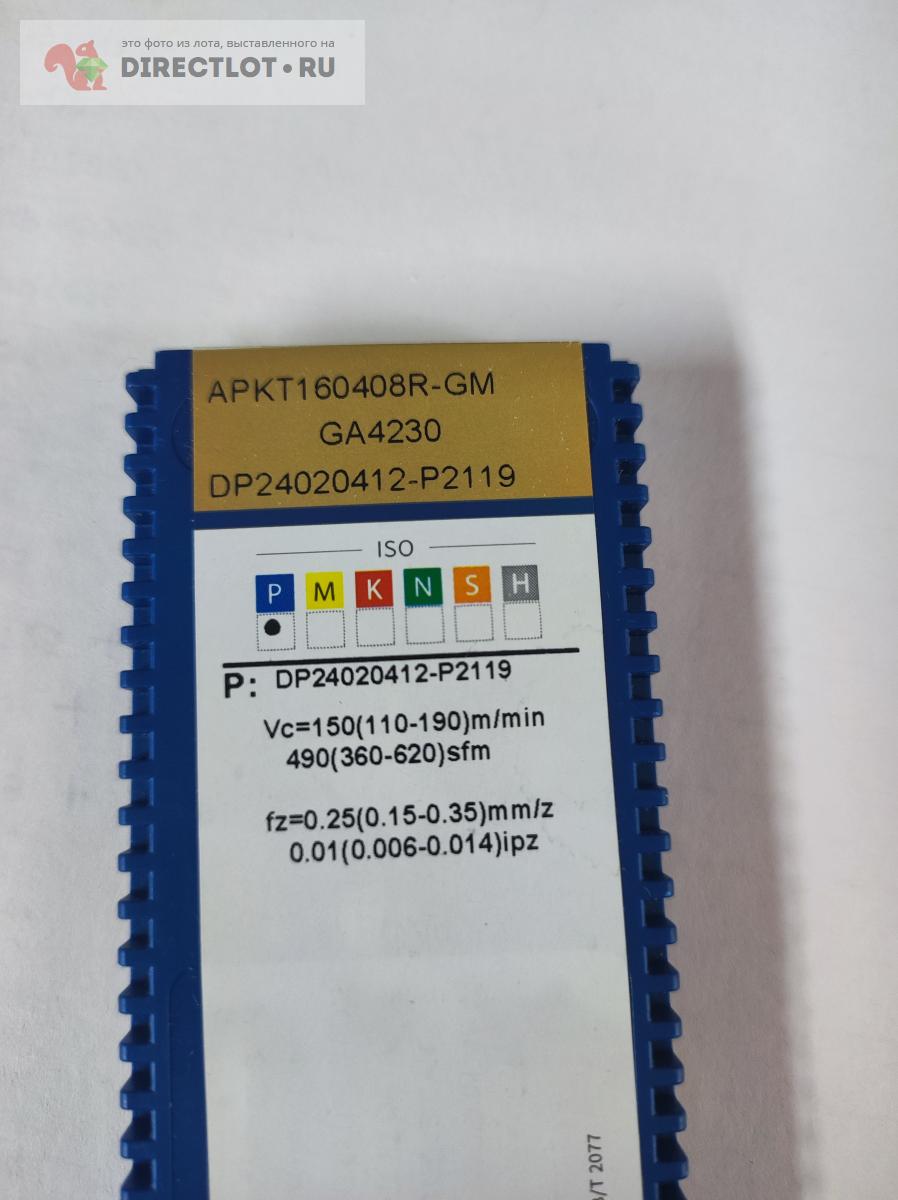 это фото из лота, выставленного на
DIRECTLOT•RU
APKT160408R-GM
GA4230
DP24020412-P2119
ISO
P M K N S H
P: DP24020412-P2119
Vc=150(110-190)m/min
490(360-620)sfm
fz=0.25(0.15-0.35)mm/z
0.01(0.006-0.014)ipz
/T 2077